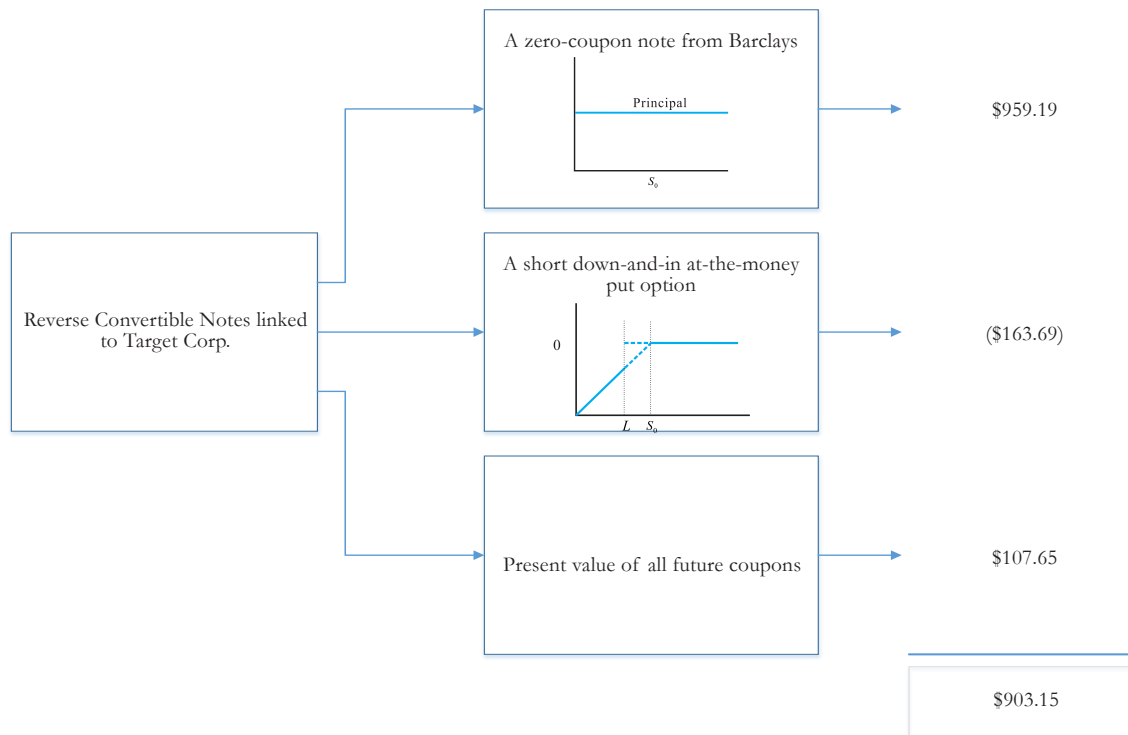 A zero-coupon note from Barclays
Principal
S₀
$959.19
Reverse Convertible Notes linked
to Target Corp.
A short down-and-in at-the-money
put option
0
L S₀
($163.69)
Present value of all future coupons
$107.65
$903.15